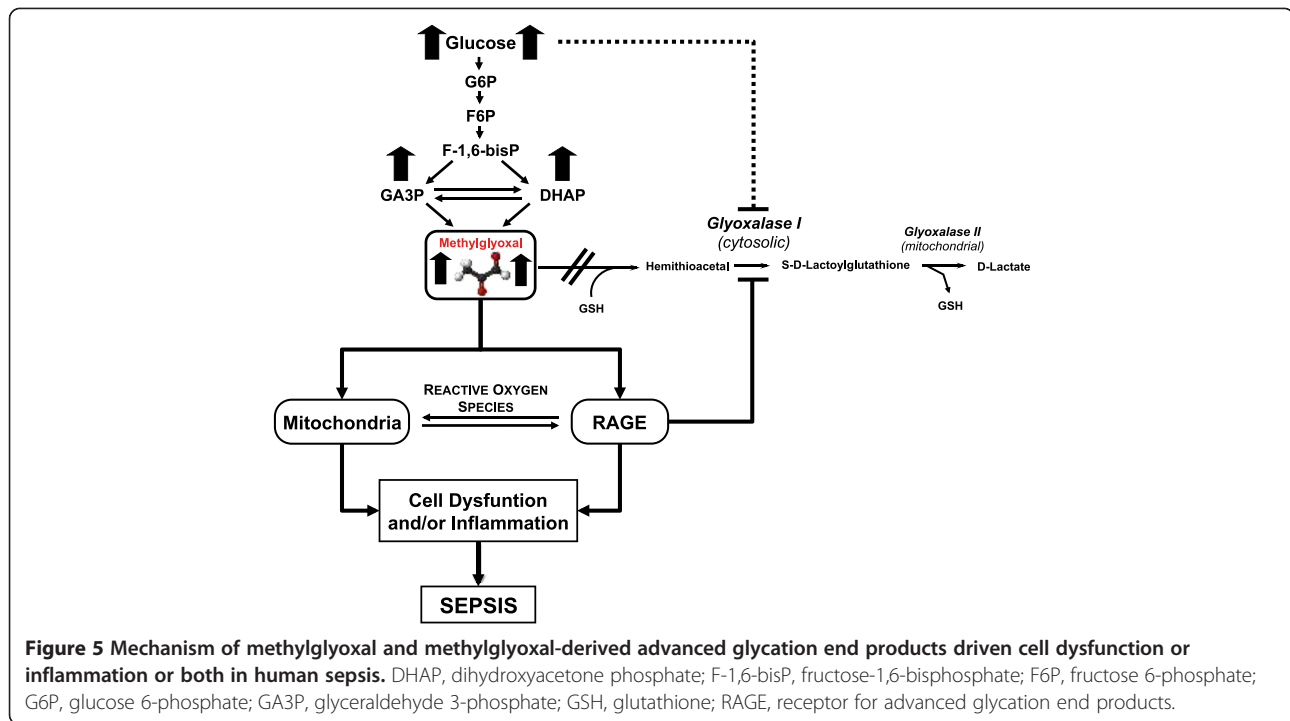 Glucose
G6P
F6P
F-1,6-bisP
GA3P
DHAP
Methylglyoxal
GSH
Hemithioacetal
Glyoxalase I
(cytosolic)
S-D-Lactoylglutathione
Glyoxalase II
(mitochondrial)
D-Lactate
GSH
Mitochondria
REACTIVE OXYGEN
SPECIES
RAGE
Cell Dysfuntion
and/or Inflammation
SEPSIS
Figure 5 Mechanism of methylglyoxal and methylglyoxal-derived advanced glycation end products driven cell dysfunction or
inflammation or both in human sepsis. DHAP, dihydroxyacetone phosphate; F-1,6-bisP, fructose-1,6-bisphosphate; F6P, fructose 6-phosphate;
G6P, glucose 6-phosphate; GA3P, glyceraldehyde 3-phosphate; GSH, glutathione; RAGE, receptor for advanced glycation end products.